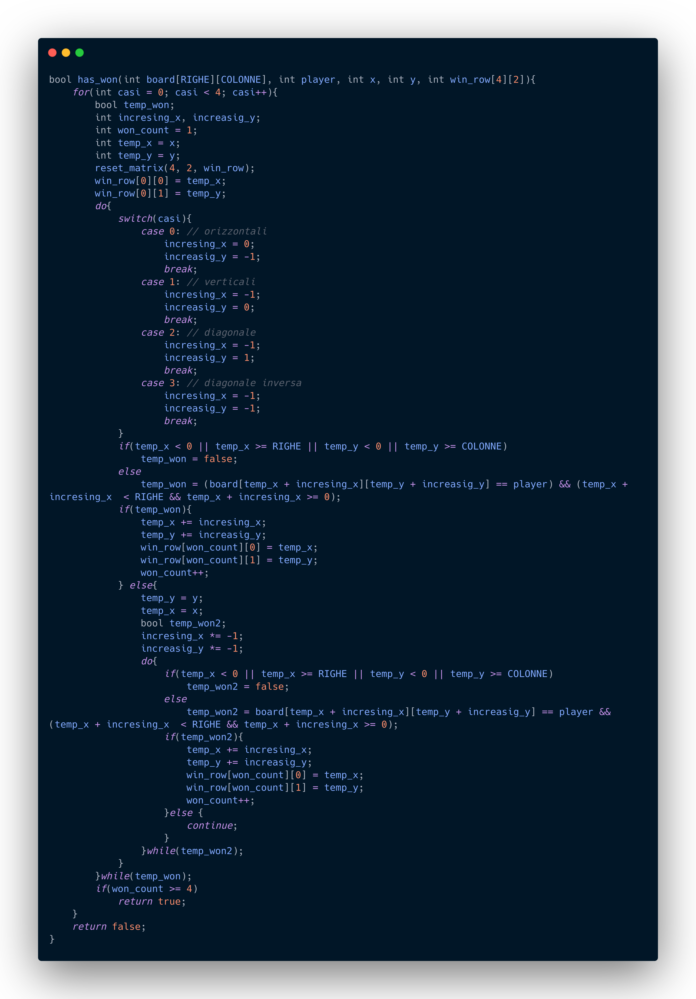 bool has_won(int board[RIGHE][COLONNE], int player, int x, int y, int win_row[4][2]){
    for(int casi = 0; casi < 4; casi++){
        bool temp_won;
        int incresing_x, increasig_y;
        int won_count = 1;
        int temp_x = x;
        int temp_y = y;
        reset_matrix(4, 2, win_row);
        win_row[0][0] = temp_x;
        win_row[0][1] = temp_y;
        do{
            switch(casi){
                case 0: // orizzontali
                    incresing_x = 0;
                    increasig_y = -1;
                    break;
                case 1: // verticali
                    incresing_x = -1;
                    increasig_y = 0;
                    break;
                case 2: // diagonale
                    incresing_x = -1;
                    increasig_y = 1;
                    break;
                case 3: // diagonale inversa
                    incresing_x = -1;
                    increasig_y = -1;
                    break;
            }
            if(temp_x < 0 || temp_x >= RIGHE || temp_y < 0 || temp_y >= COLONNE)
                temp_won = false;
            else
                temp_won = (board[temp_x + incresing_x][temp_y + increasig_y] == player) && (temp_x +
incresing_x  < RIGHE && temp_x + incresing_x >= 0);
            if(temp_won){
                temp_x += incresing_x;
                temp_y += increasig_y;
                win_row[won_count][0] = temp_x;
                win_row[won_count][1] = temp_y;
                won_count++;
            } else{
                temp_y = y;
                temp_x = x;
                bool temp_won2;
                incresing_x *= -1;
                increasig_y *= -1;
                do{
                    if(temp_x < 0 || temp_x >= RIGHE || temp_y < 0 || temp_y >= COLONNE)
                        temp_won2 = false;
                    else
                        temp_won2 = board[temp_x + incresing_x][temp_y + increasig_y] == player &&
(temp_x + incresing_x  < RIGHE && temp_x + incresing_x >= 0);
                    if(temp_won2){
                        temp_x += incresing_x;
                        temp_y += increasig_y;
                        win_row[won_count][0] = temp_x;
                        win_row[won_count][1] = temp_y;
                        won_count++;
                    }else {
                        continue;
                    }
                }while(temp_won2);
            }
        }while(temp_won);
        if(won_count >= 4)
            return true;
    }
    return false;
}